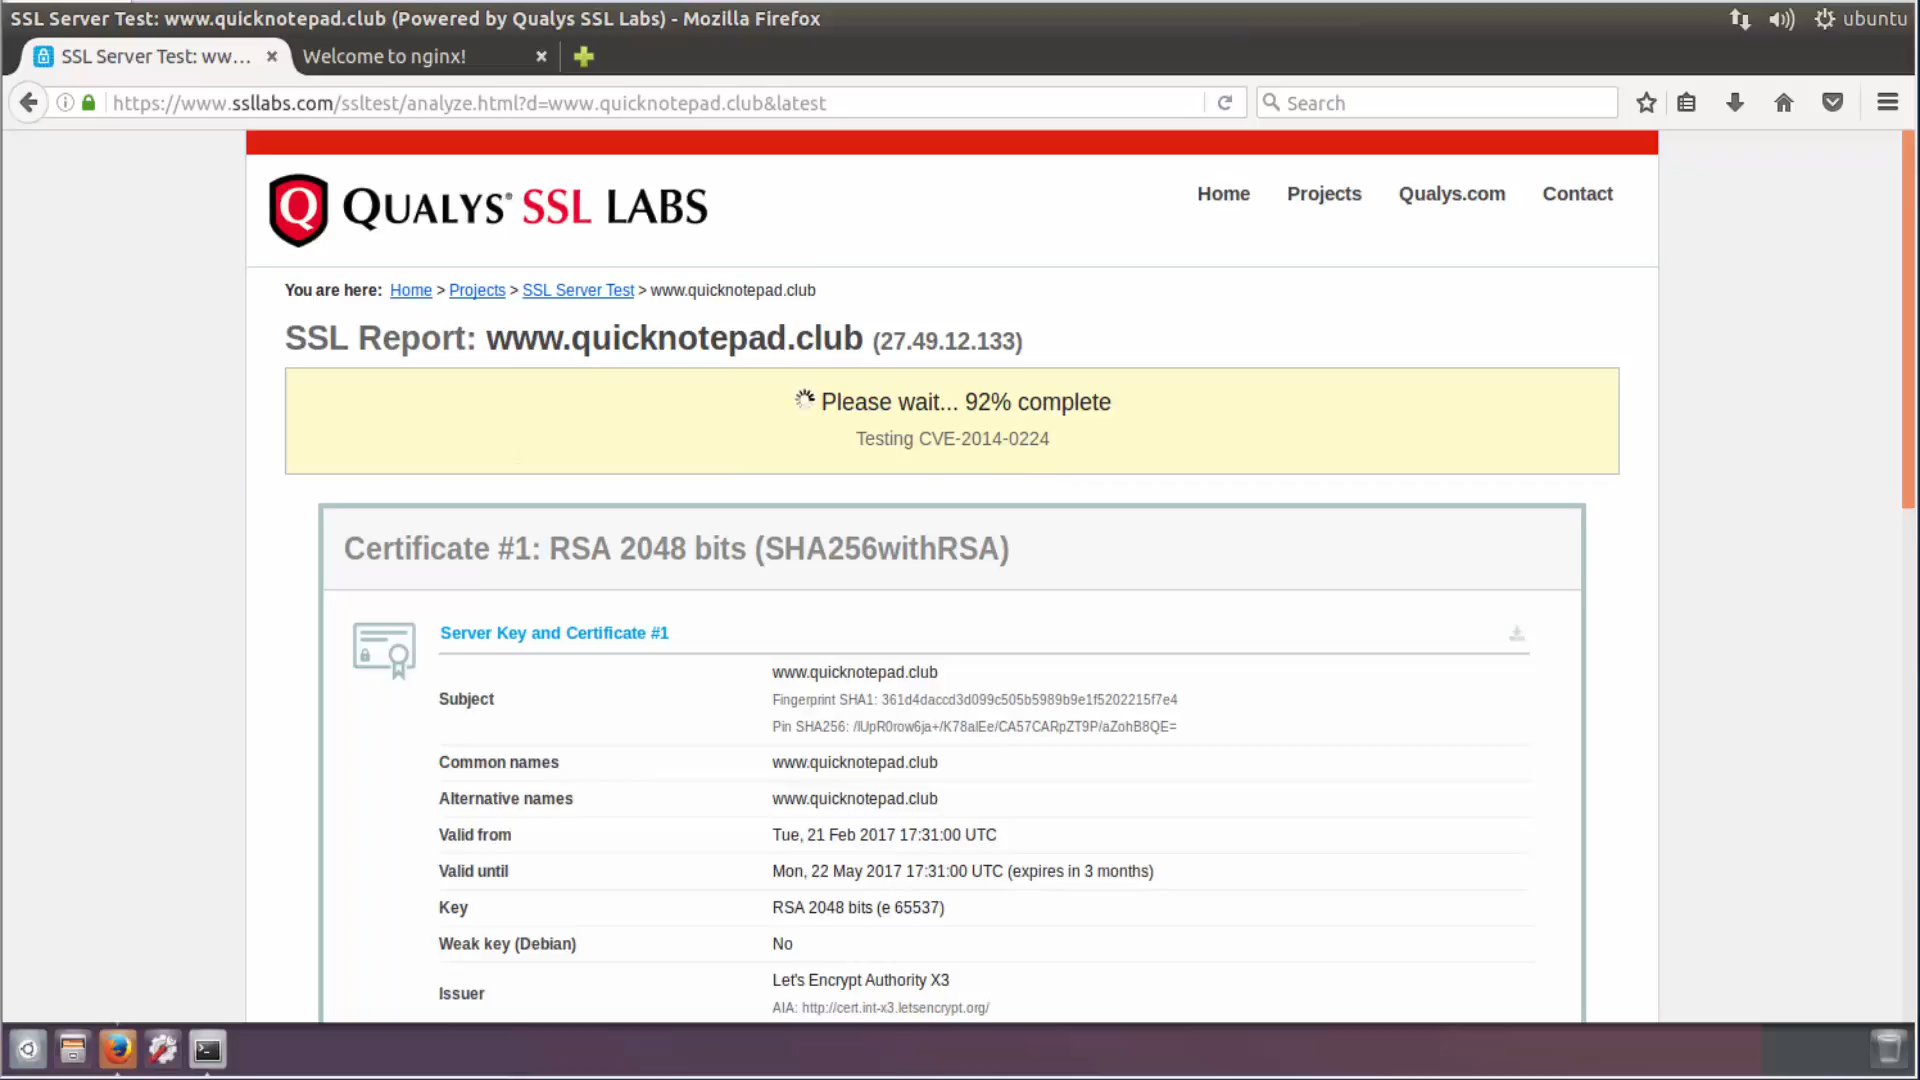 SSL Server Test: www.quicknotepad.club (Powered by Qualys SSL Labs) - Mozilla Firefox
ubuntu
SSL Server Test: ww...
Welcome to nginx!
https://www.ssllabs.com/ssltest/analyze.html?d=www.quicknotepad.club&latest
Search
QUALYS® SSL LABS
Home Projects Qualys.com Contact
You are here: Home > Projects > SSL Server Test > www.quicknotepad.club
SSL Report: www.quicknotepad.club (27.49.12.133)
Please wait... 92% complete
Testing CVE-2014-0224
Certificate #1: RSA 2048 bits (SHA256withRSA)
Server Key and Certificate #1
Subject
www.quicknotepad.club
Fingerprint SHA1: 361d4daccd3d099c505b5989b9e1f5202215f7e4
Pin SHA256: /IUpR0row6ja+/K78aIEe/CA57CARpZT9P/aZohB8QE=
Common names www.quicknotepad.club
Alternative names www.quicknotepad.club
Valid from Tue, 21 Feb 2017 17:31:00 UTC
Valid until Mon, 22 May 2017 17:31:00 UTC (expires in 3 months)
Key RSA 2048 bits (e 65537)
Weak key (Debian) No
Issuer
Let's Encrypt Authority X3
AIA: http://cert.int-x3.letsencrypt.org/